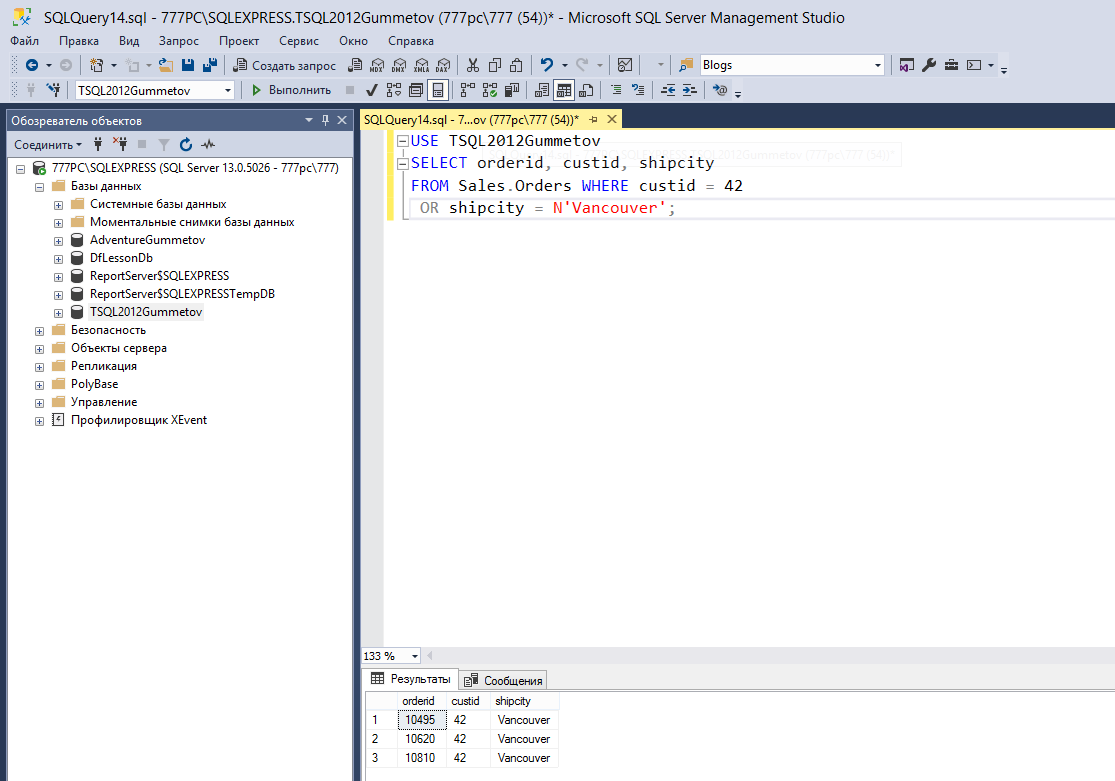 SQLQuery14.sql - 777PC\SQLEXPRESS.TSQL2012Gummetov (777pc\777 (54))* - Microsoft SQL Server Management Studio
Файл Правка Вид Запрос Проект Сервис Окно Справка
Создать запрос MDX DMX XMLA DAX Blogs
TSQL2012Gummetov Выполнить
Обозреватель объектов
Соединить
777PC\SQLEXPRESS (SQL Server 13.0.5026 - 777pc\777)
Базы данных
Системные базы данных
Моментальные снимки базы данных
AdventureGummetov
DfLessonDb
ReportServer$SQLEXPRESS
ReportServer$SQLEXPRESSTempDB
TSQL2012Gummetov
Безопасность
Объекты сервера
Репликация
PolyBase
Управление
Профилировщик XEvent
SQLQuery14.sql - 7...ov (777pc\777 (54))*
USE TSQL2012Gummetov
SELECT orderid, custid, shipcity
FROM Sales.Orders WHERE custid = 42
OR shipcity = N'Vancouver';
133 %
Результаты Сообщения
orderid custid shipcity
1 10495 42 Vancouver
2 10620 42 Vancouver
3 10810 42 Vancouver